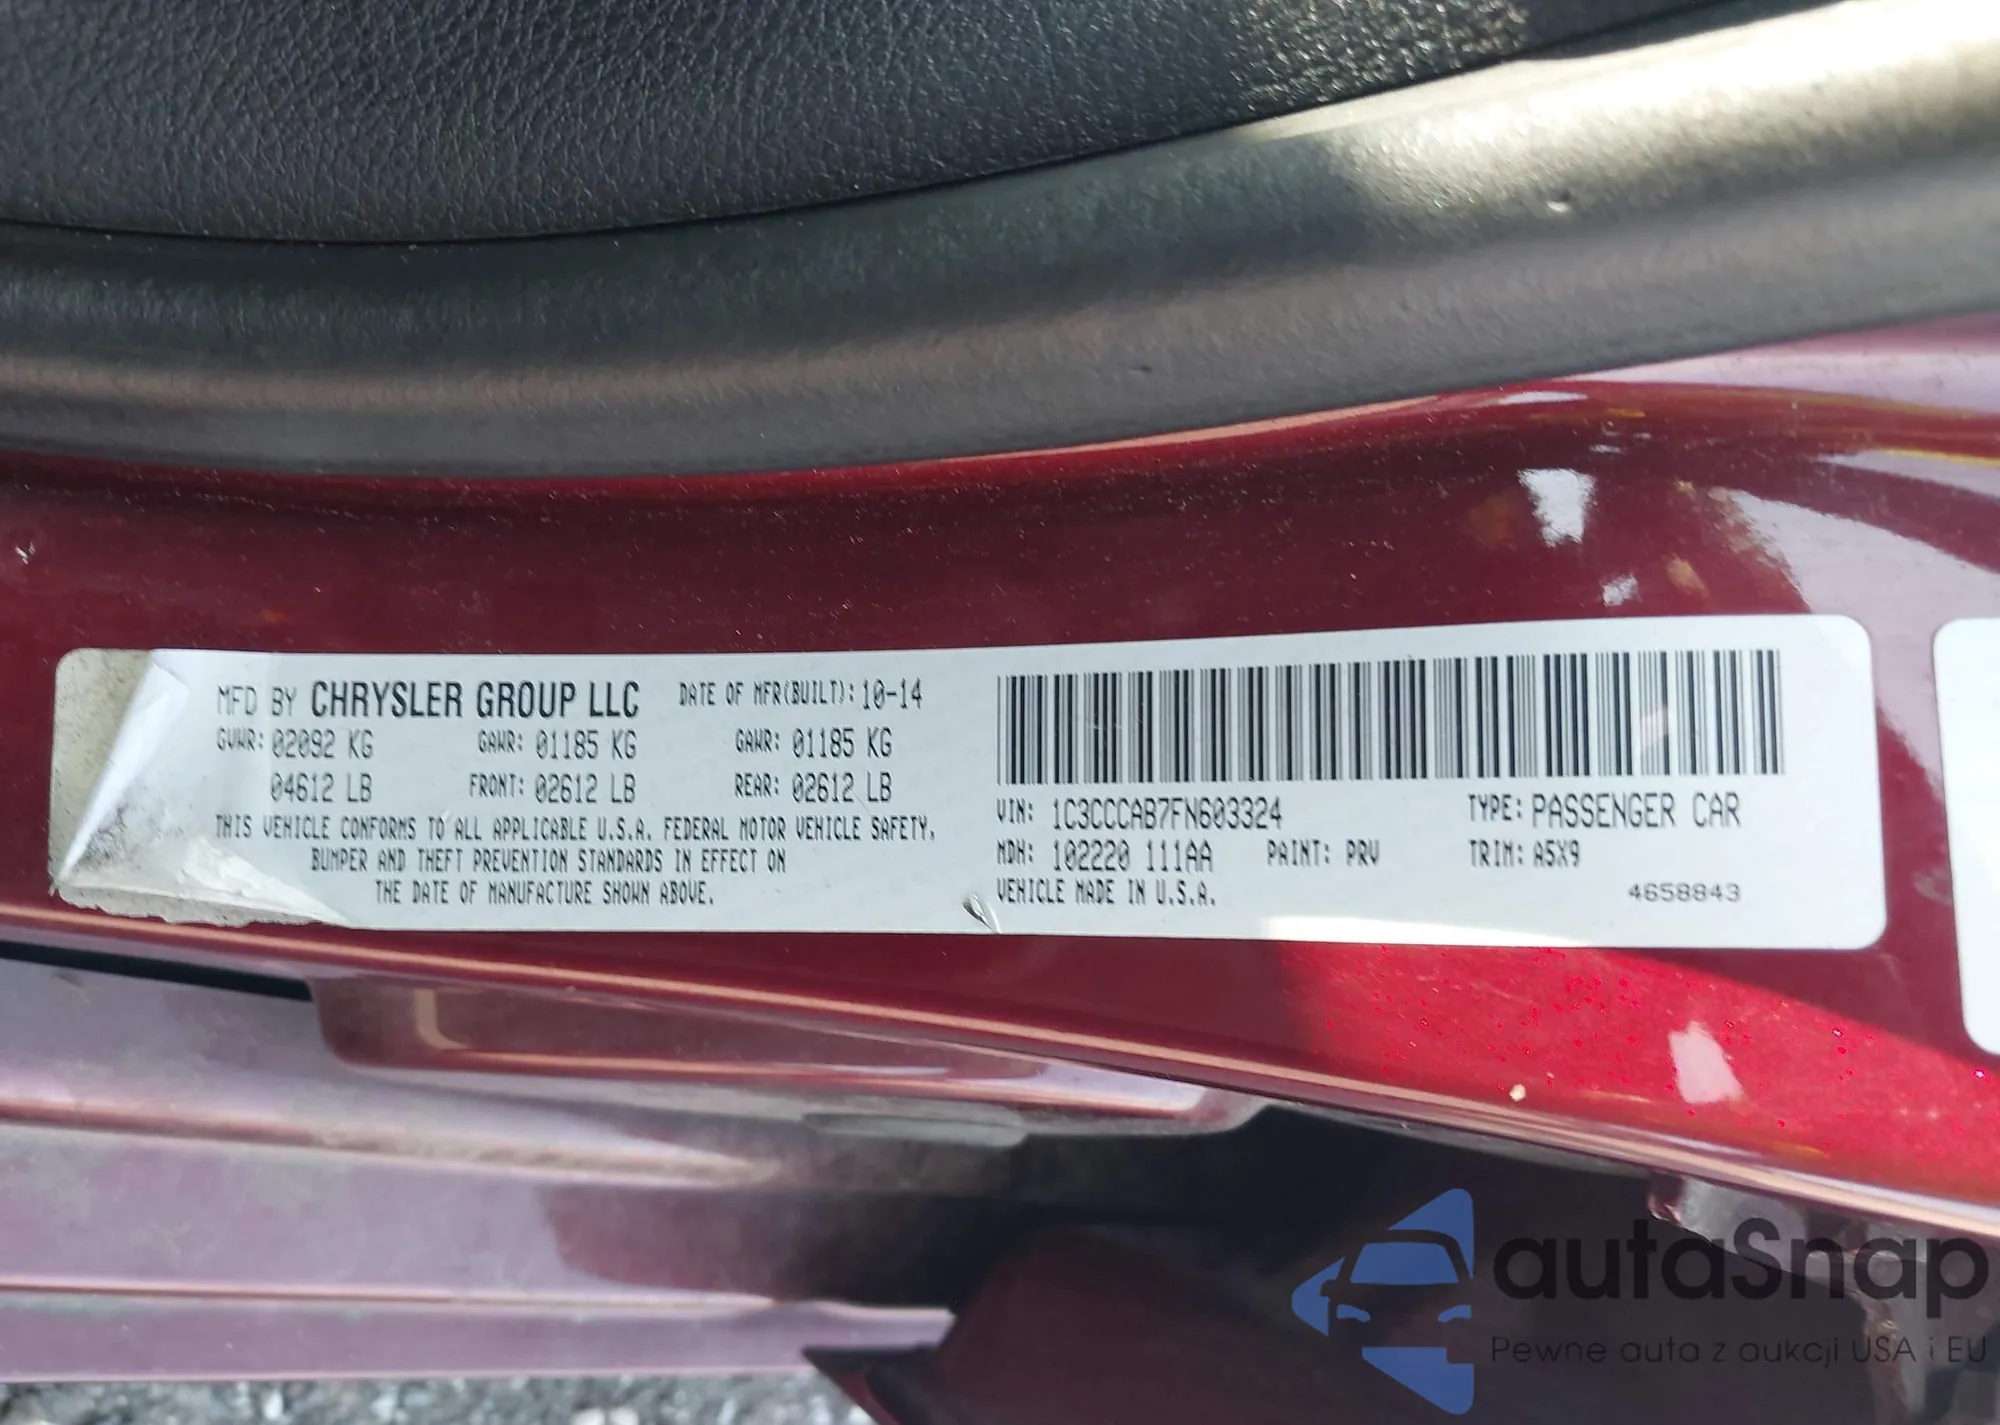 MFD BY CHRYSLER GROUP LLC DATE OF MFR(BUILT): 10-14
GVWR: 02092 KG GAWR: 01185 KG GAWR: 01185 KG
04612 LB FRONT: 02612 LB REAR: 02612 LB
THIS VEHICLE CONFORMS TO ALL APPLICABLE U.S.A. FEDERAL MOTOR VEHICLE SAFETY,
BUMPER AND THEFT PREVENTION STANDARDS IN EFFECT ON
THE DATE OF MANUFACTURE SHOWN ABOVE.
VIN: 1C3CCCAB7FN603324 TYPE: PASSENGER CAR
MDH: 102220 111AA PAINT: PRV TRIM: A5X9
VEHICLE MADE IN U.S.A. 4658843
autaSnap
Pewne auta z aukcji USA i EU